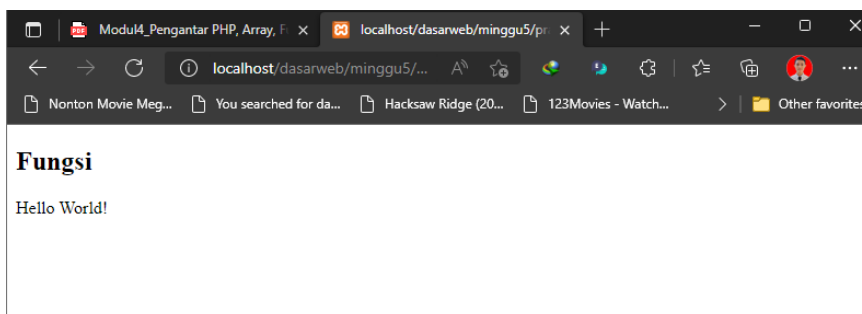 Modul4_Pengantar PHP, Array, F
localhost/dasarweb/minggu5/pr
localhost/dasarweb/minggu5/...
Nonton Movie Meg...
You searched for da...
Hacksaw Ridge (20...
123Movies - Watch...
Other favorites
Fungsi
Hello World!